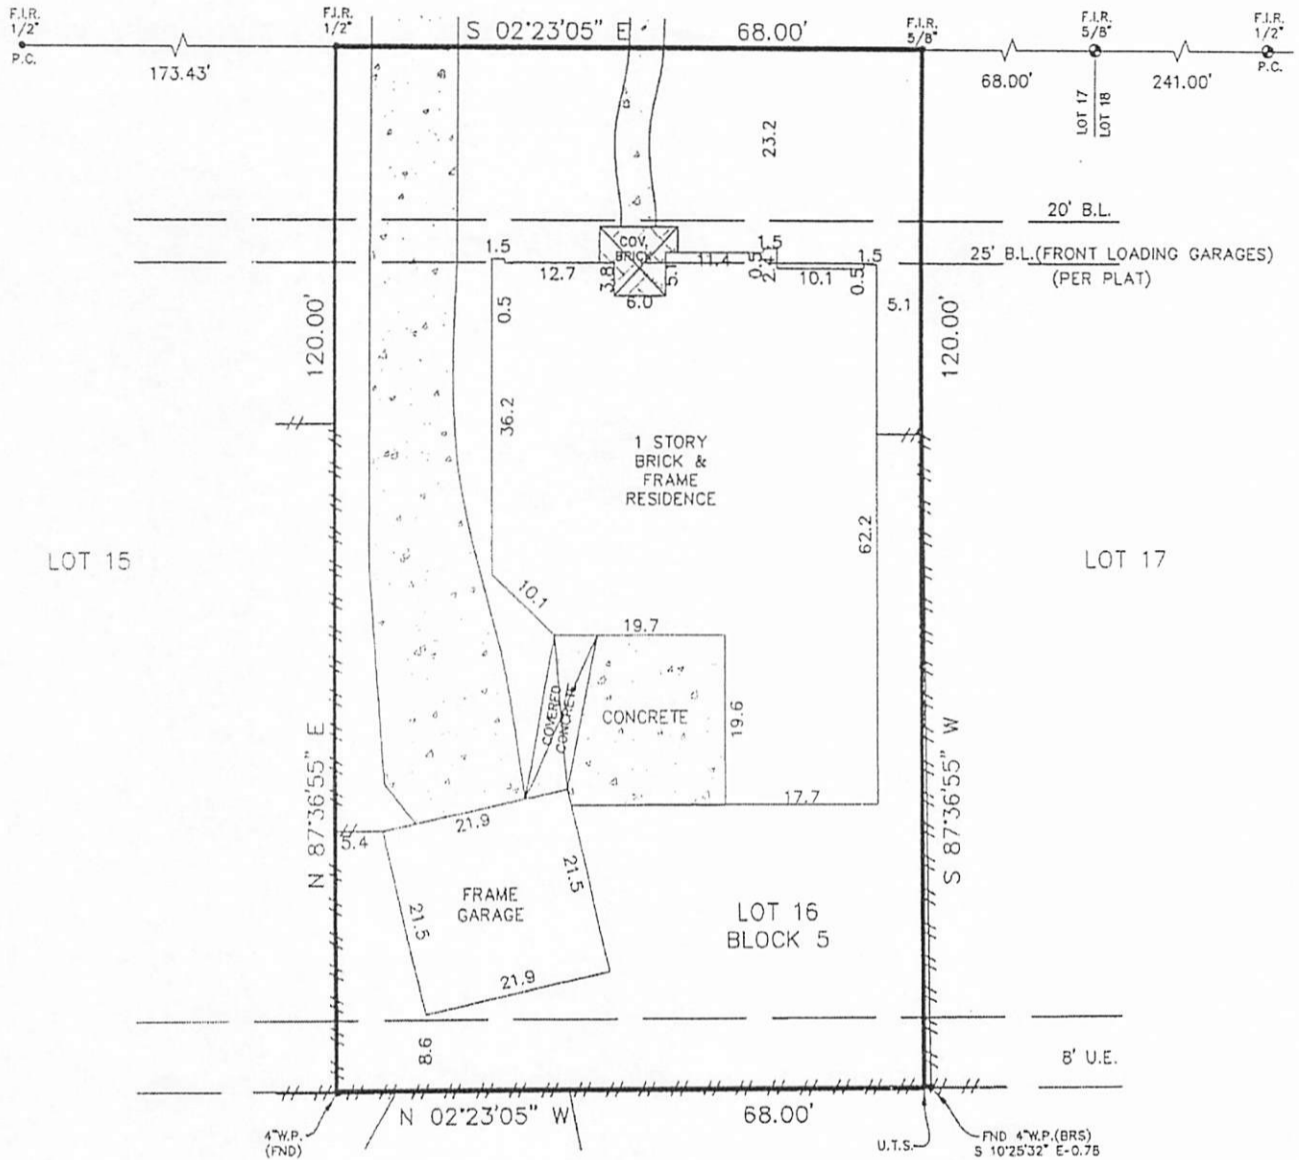 F.I.R.
1/2"
P.C.
173.43'
F.I.R.
1/2"
S 02°23'05" E
68.00'
F.I.R.
5/8"
68.00'
F.I.R.
5/8"
LOT 17
LOT 18
241.00'
F.I.R.
1/2"
P.C.
23.2
20' B.L.
25' B.L.(FRONT LOADING GARAGES)
(PER PLAT)
1.5
12.7
0.5
3.8
COV.
BRICK
5.1
6.0
11.4
1.5
0.5
2.4
10.1
1.5
0.5
5.1
120.00'
120.00'
36.2
1 STORY
BRICK &
FRAME
RESIDENCE
62.2
LOT 15
LOT 17
10.1
19.7
COVERED
CONCRETE
CONCRETE
19.6
17.7
N 87°36'55" E
S 87°36'55" W
5.4
21.9
21.5
21.5
FRAME
GARAGE
21.9
LOT 16
BLOCK 5
8.6
8' U.E.
N 02°23'05" W
68.00'
4"W.P.
(FND)
U.T.S.
FND 4"W.P.(BRS)
S 10°25'32" E-0.78